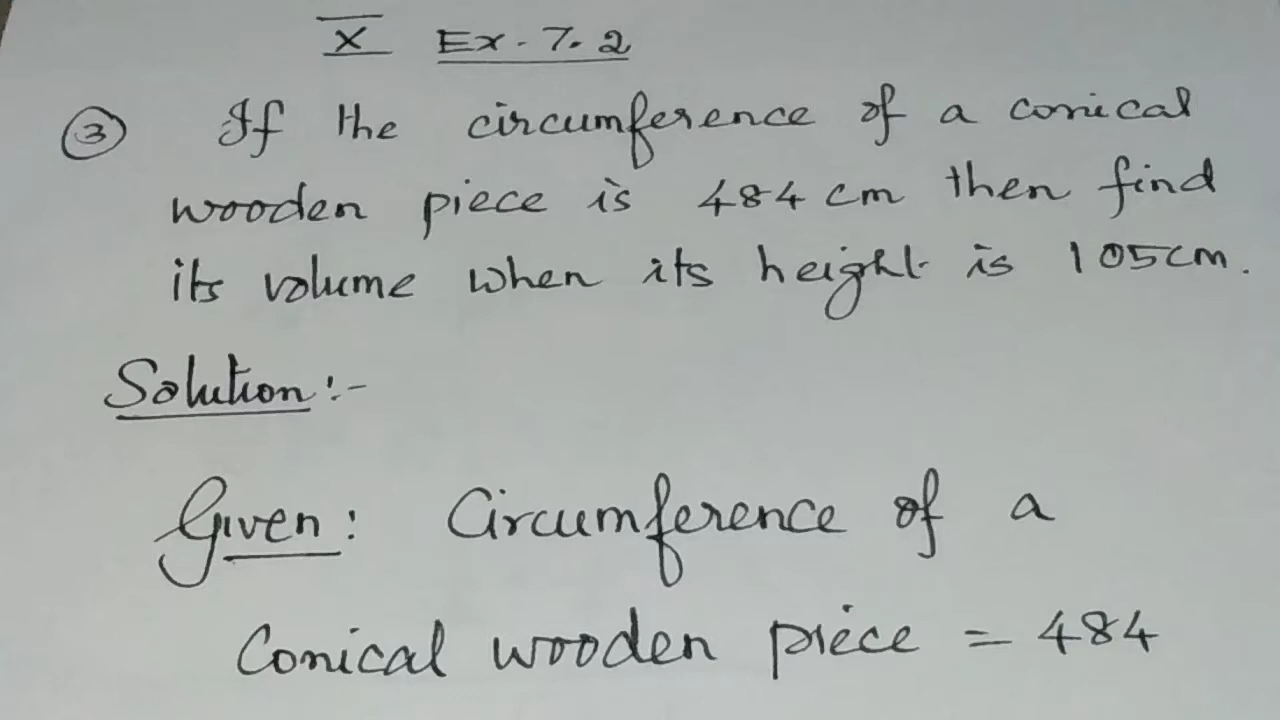 X Ex-7.2
③ If the circumference of a conical
wooden piece is 484 cm then find
its volume when its height is 105cm.
Solution:-
Given: Circumference of a
Conical wooden piece = 484